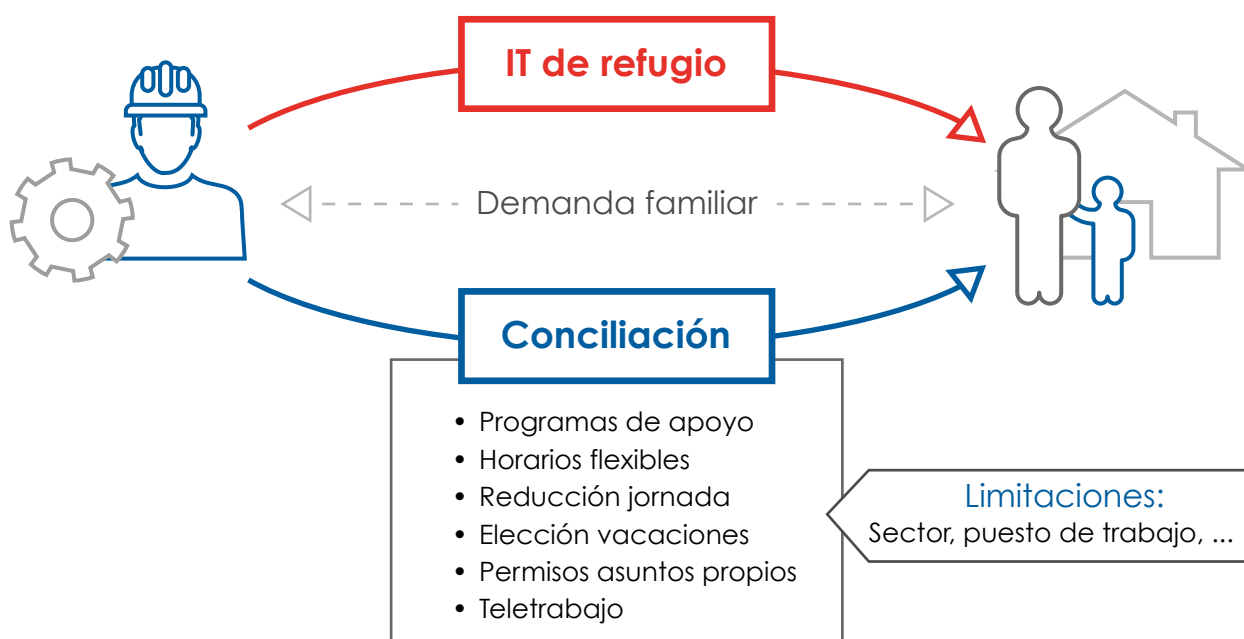 IT de refugio
Demanda familiar
Conciliación
• Programas de apoyo
• Horarios flexibles
• Reducción jornada
• Elección vacaciones
• Permisos asuntos propios
• Teletrabajo
Limitaciones:
Sector, puesto de trabajo, ...